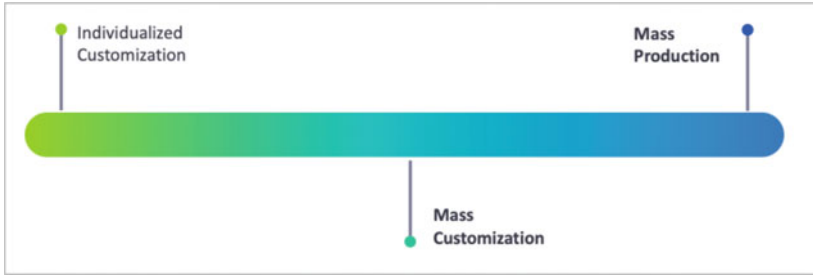 Individualized
Customization
Mass
Production
Mass
Customization